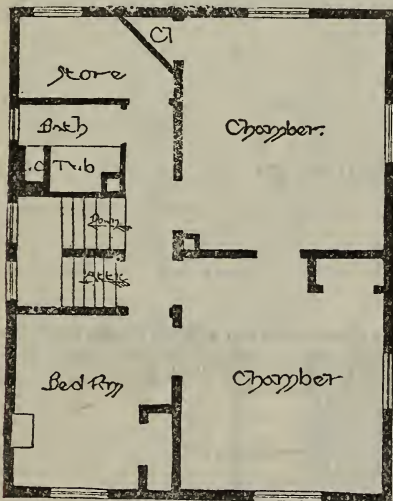 Cl
Store
Bath
Chamber.
Tub
Down
Attic
Bed Rm
Chamber